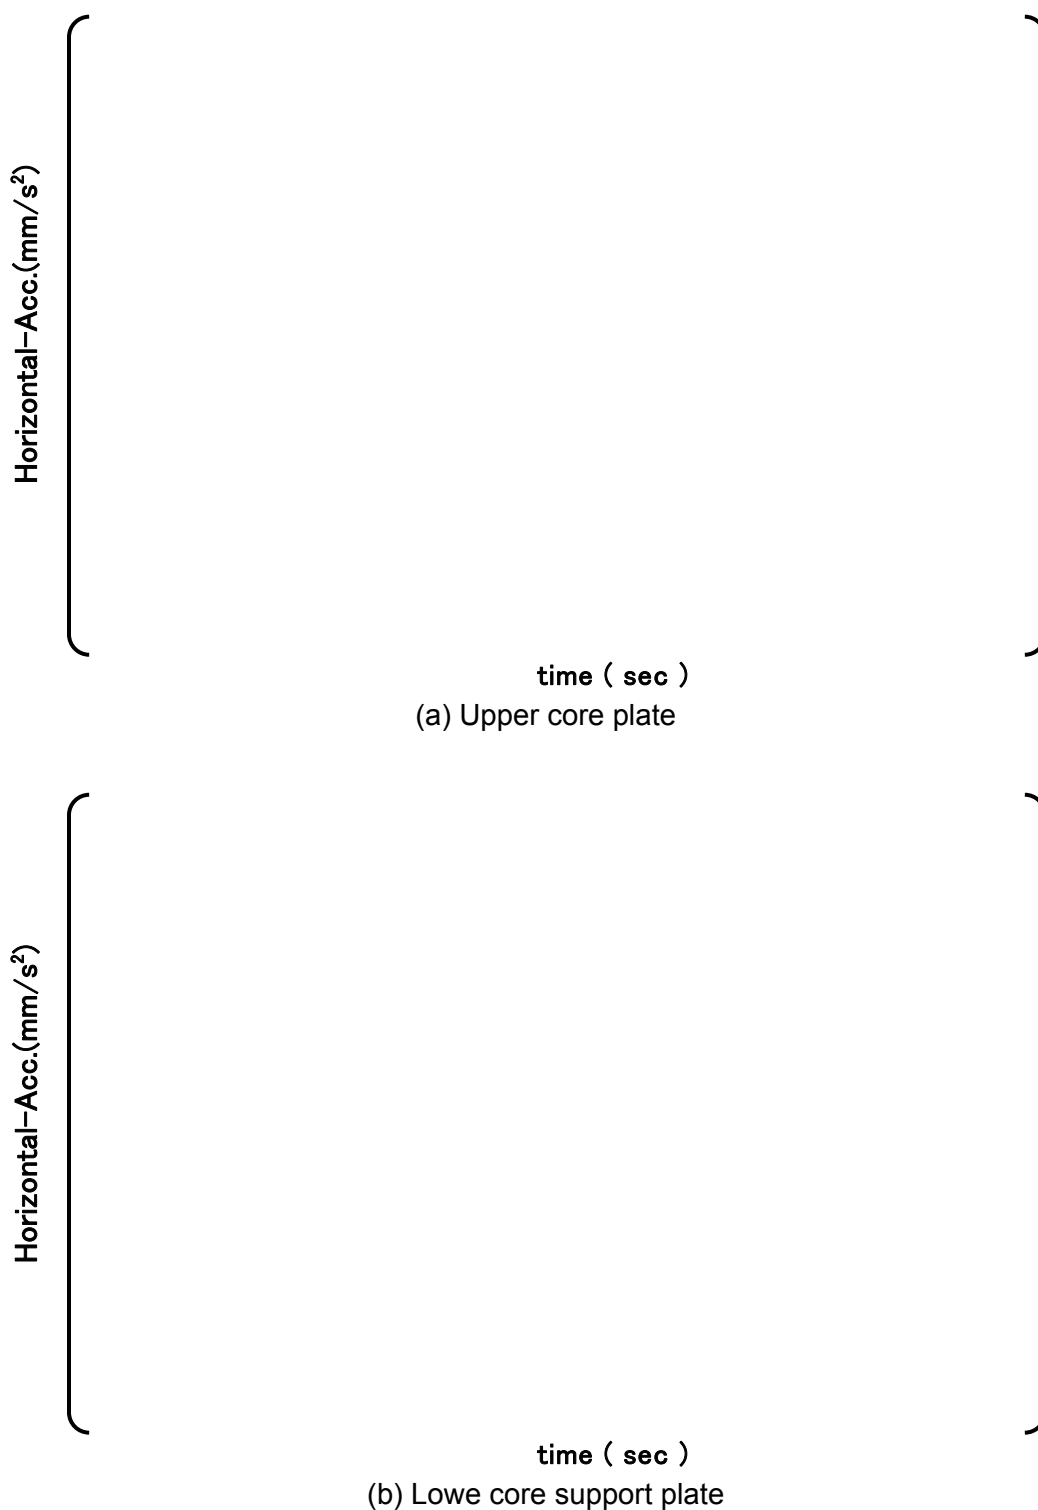 Horizontal-Acc.(mm/s²)
time ( sec )
(a) Upper core plate
Horizontal-Acc.(mm/s²)
time ( sec )
(b) Lowe core support plate